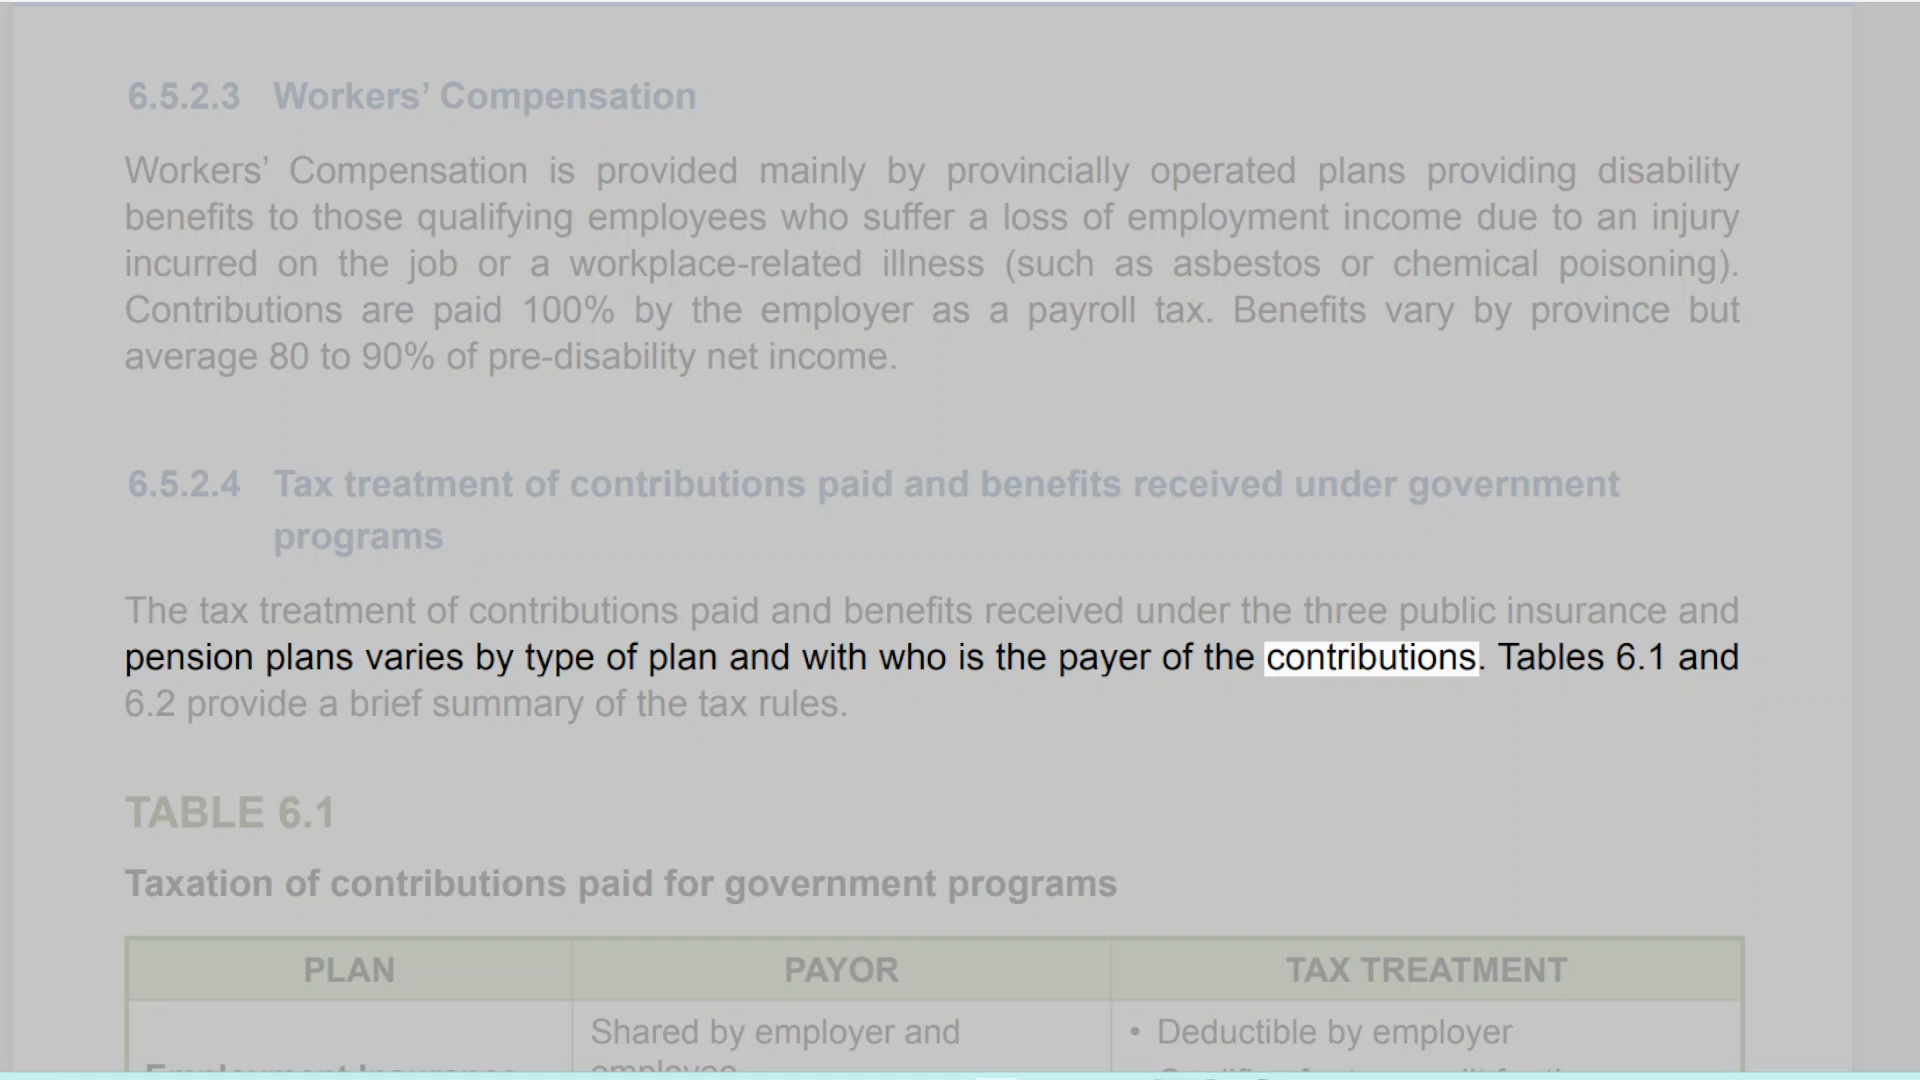 6.5.2.3 Workers’ Compensation
Workers’ Compensation is provided mainly by provincially operated plans providing disability
benefits to those qualifying employees who suffer a loss of employment income due to an injury
incurred on the job or a workplace-related illness (such as asbestos or chemical poisoning).
Contributions are paid 100% by the employer as a payroll tax. Benefits vary by province but
average 80 to 90% of pre-disability net income.
6.5.2.4 Tax treatment of contributions paid and benefits received under government
programs
The tax treatment of contributions paid and benefits received under the three public insurance and
pension plans varies by type of plan and with who is the payer of the contributions. Tables 6.1 and
6.2 provide a brief summary of the tax rules.
TABLE 6.1
Taxation of contributions paid for government programs
PLAN PAYOR TAX TREATMENT
Shared by employer and • Deductible by employer
Employment Insurance employee